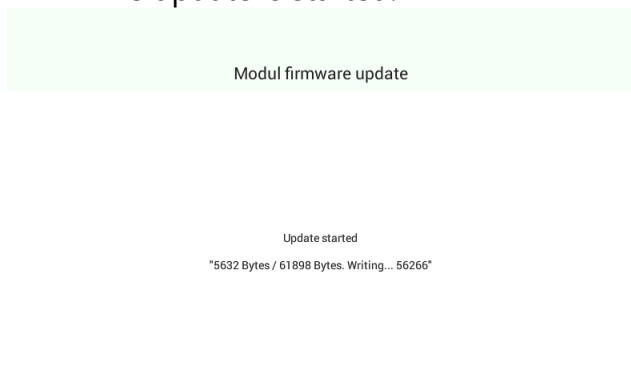 Modul firmware update
Update started
"5632 Bytes / 61898 Bytes. Writing... 56266"